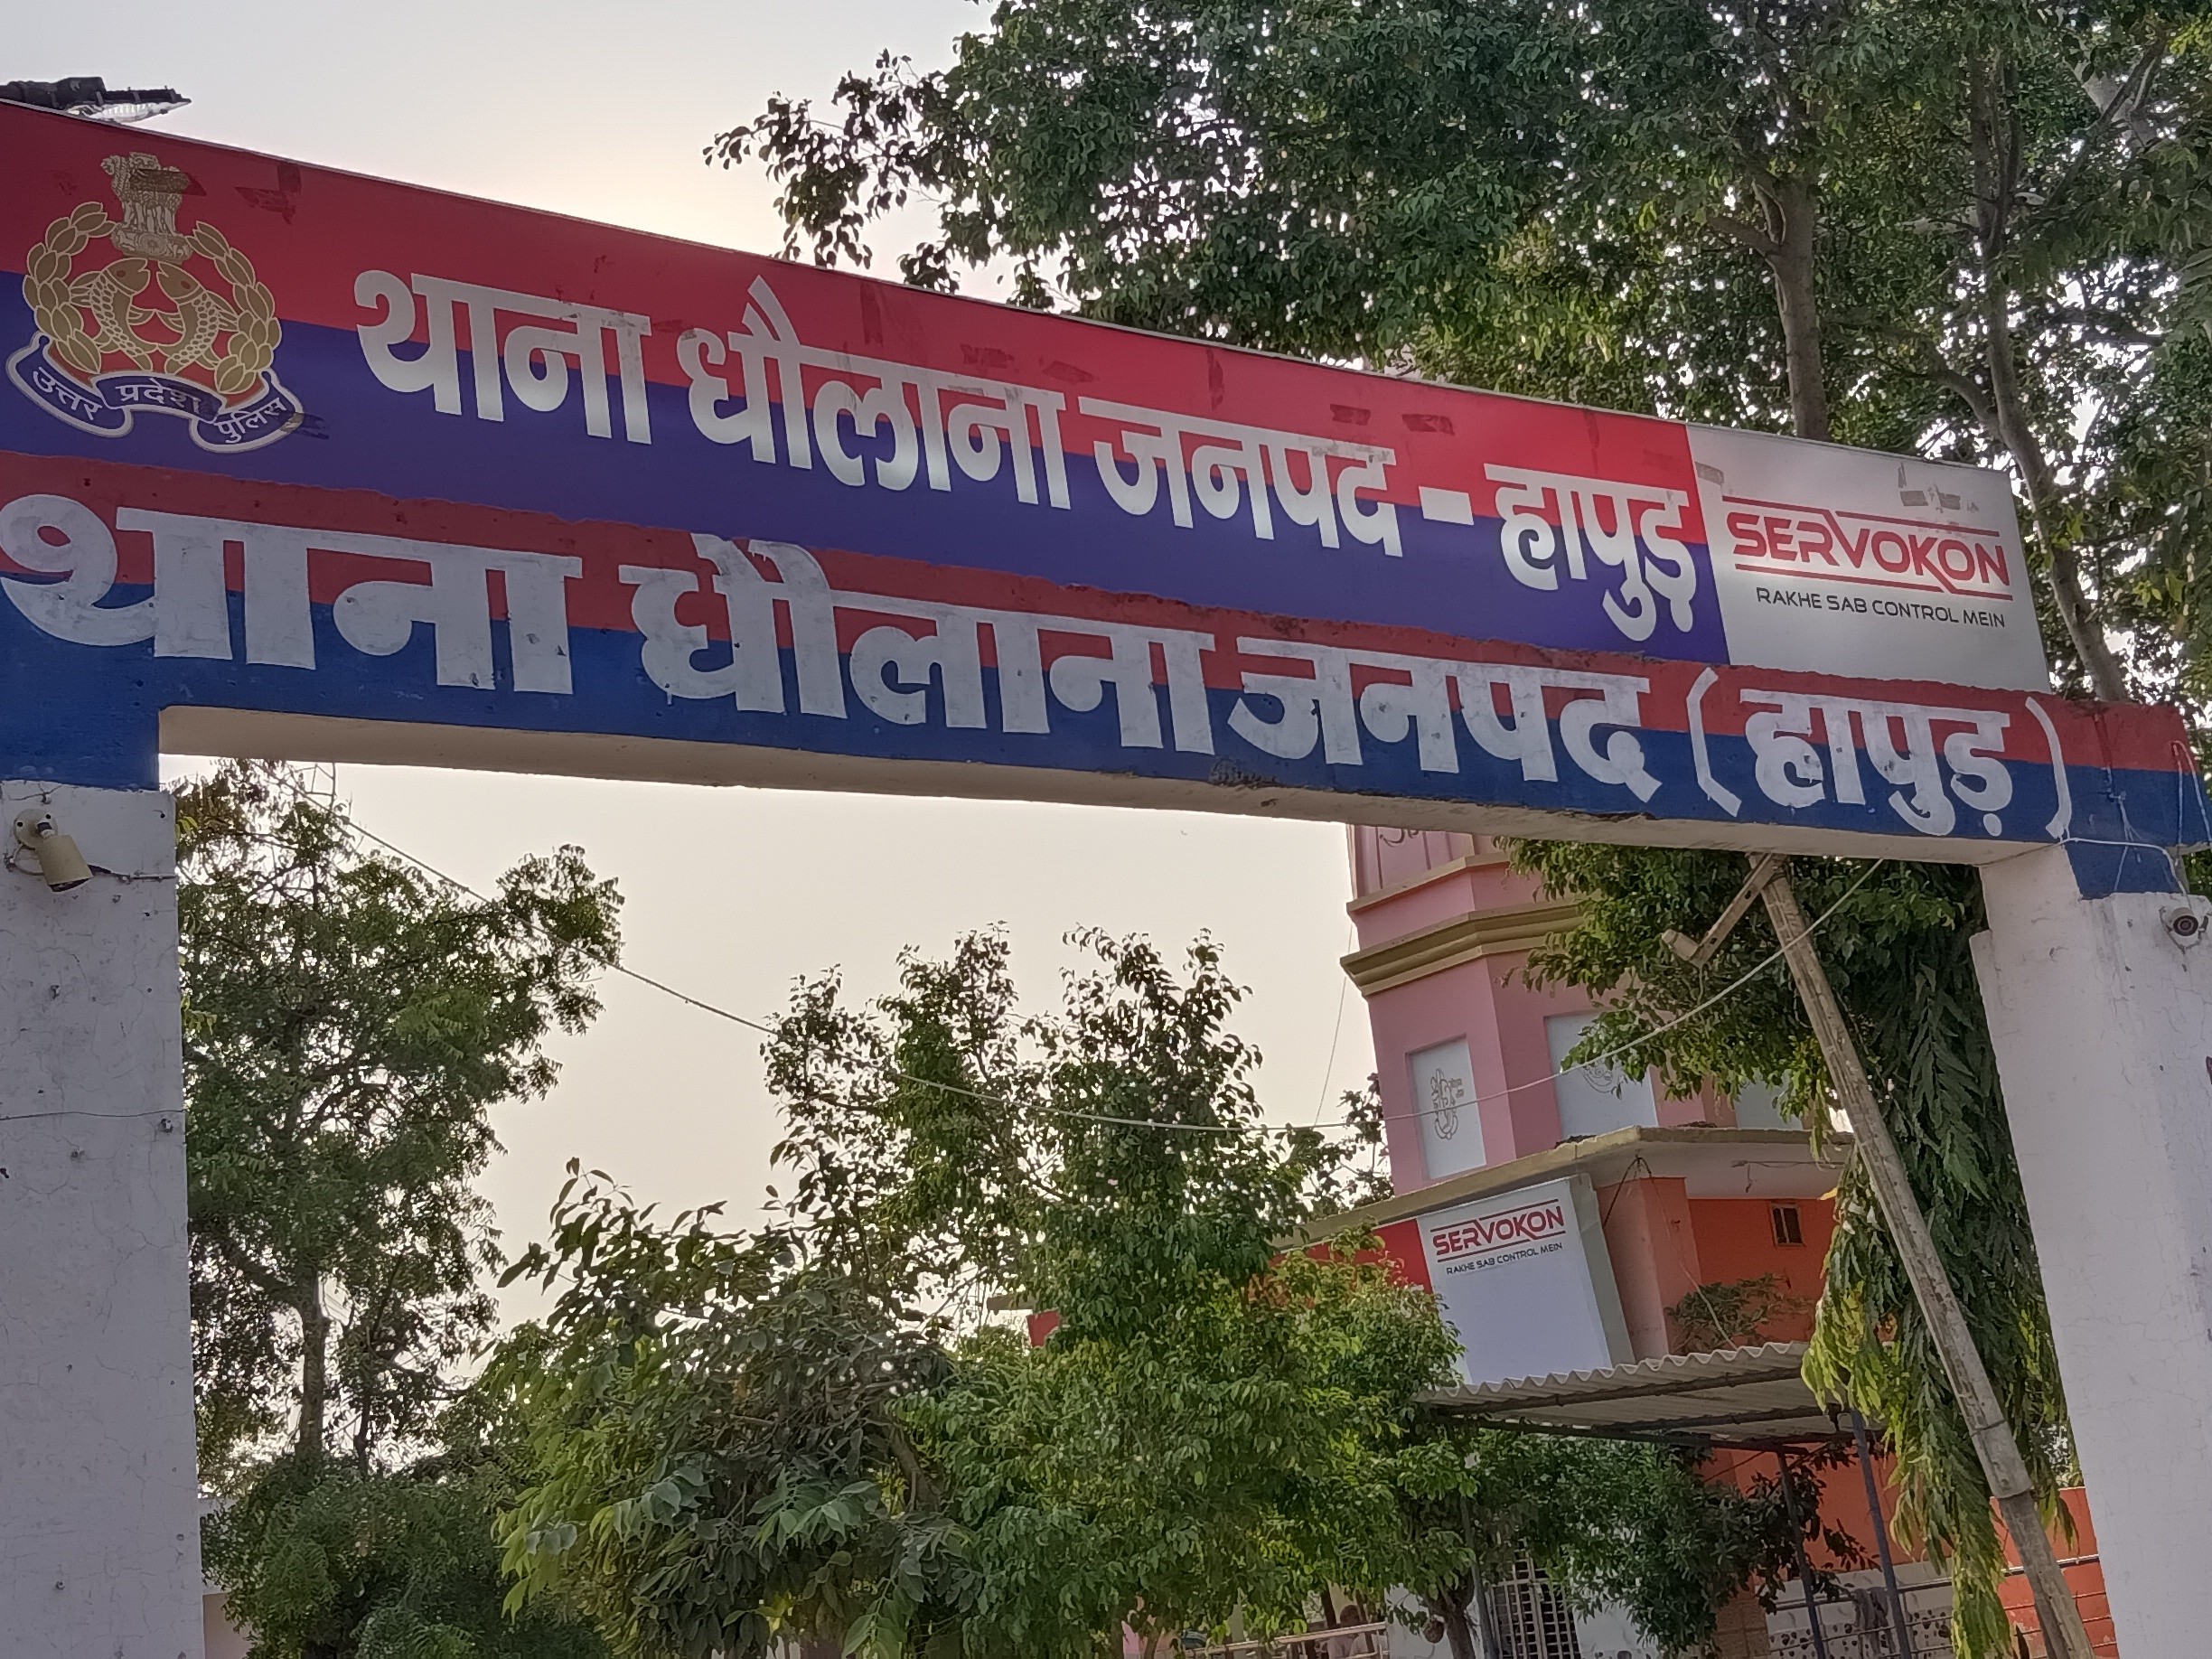 उत्तर प्रदेश पुलिस
थाना धौलाना जनपद - हापुड़
SERVOKON
RAKHE SAB CONTROL MEIN
थाना धौलाना जनपद ( हापुड़ )
SERVOKON
RAKHE SAB CONTROL MEIN